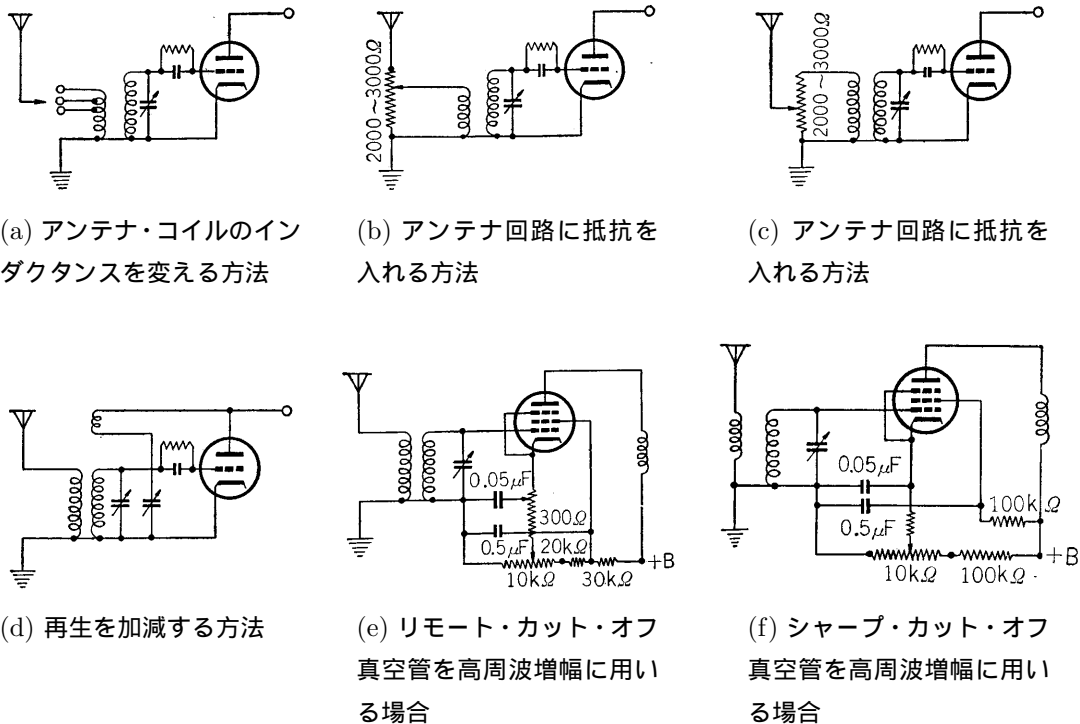 2000～3000Ω
2000～3000Ω
2000～3000Ω
(a) アンテナ・コイルのイン
ダクタンスを変える方法
(b) アンテナ回路に抵抗を
入れる方法
(c) アンテナ回路に抵抗を
入れる方法
0.05μF
300Ω
0.5μF
20kΩ
+B
10kΩ
30kΩ
0.05μF
100kΩ
0.5μF
+B
10kΩ
100kΩ
(d) 再生を加減する方法
(e) リモート・カット・オフ
真空管を高周波増幅に用い
る場合
(f) シャープ・カット・オフ
真空管を高周波増幅に用い
る場合